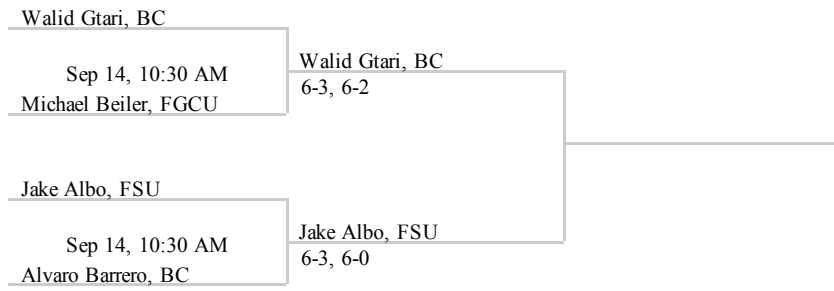 Walid Gtari, BC
Sep 14, 10:30 AM
Michael Beiler, FGCU
Walid Gtari, BC
6-3, 6-2
Jake Albo, FSU
Sep 14, 10:30 AM
Alvaro Barrero, BC
Jake Albo, FSU
6-3, 6-0